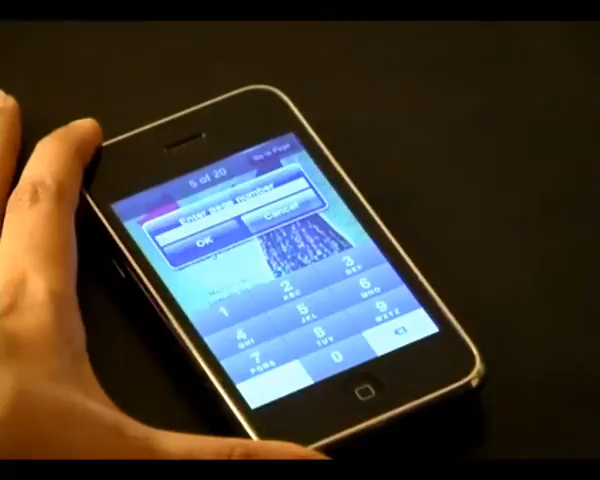 5 of 20
Go to Page
Enter page number
OK
Cancel
1
2
ABC
3
DEF
4
GHI
5
JKL
6
MNO
7
PQRS
8
TUV
9
WXYZ
0